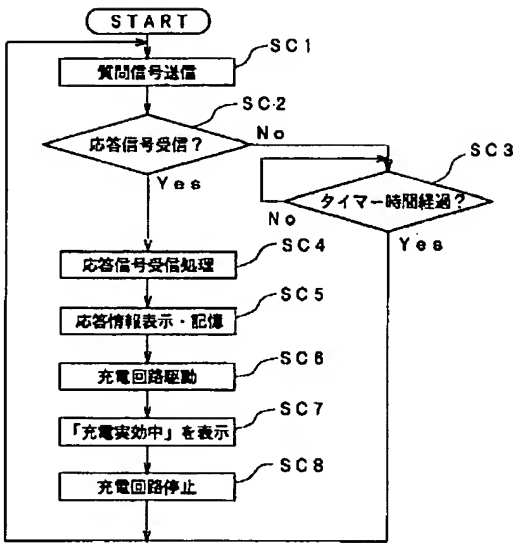 START
SC1
質問信号送信
SC2
応答信号受信?
No
Yes
SC3
タイマー時間経過?
No
Yes
SC4
応答信号受信処理
SC5
応答情報表示・記憶
SC6
充電回路駆動
SC7
「充電実効中」を表示
SC8
充電回路停止